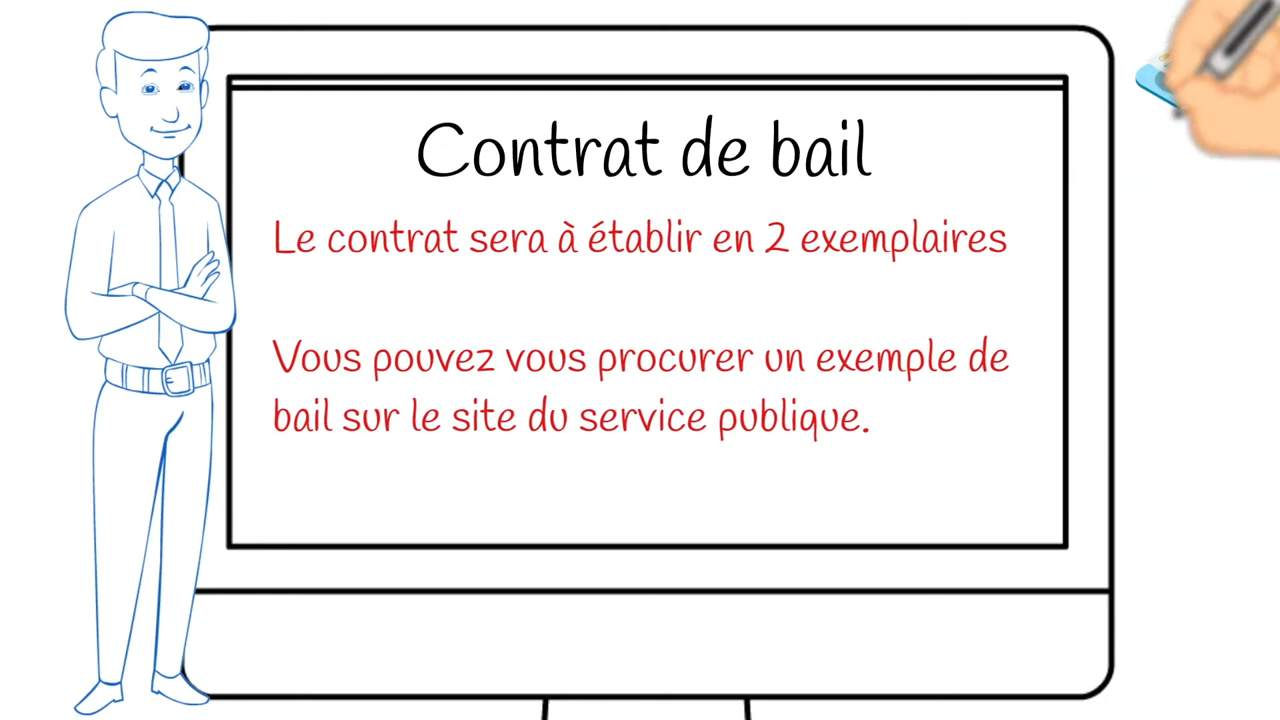 Contrat de bail
Le contrat sera à établir en 2 exemplaires
Vous pouvez vous procurer un exemple de
bail sur le site du service publique.